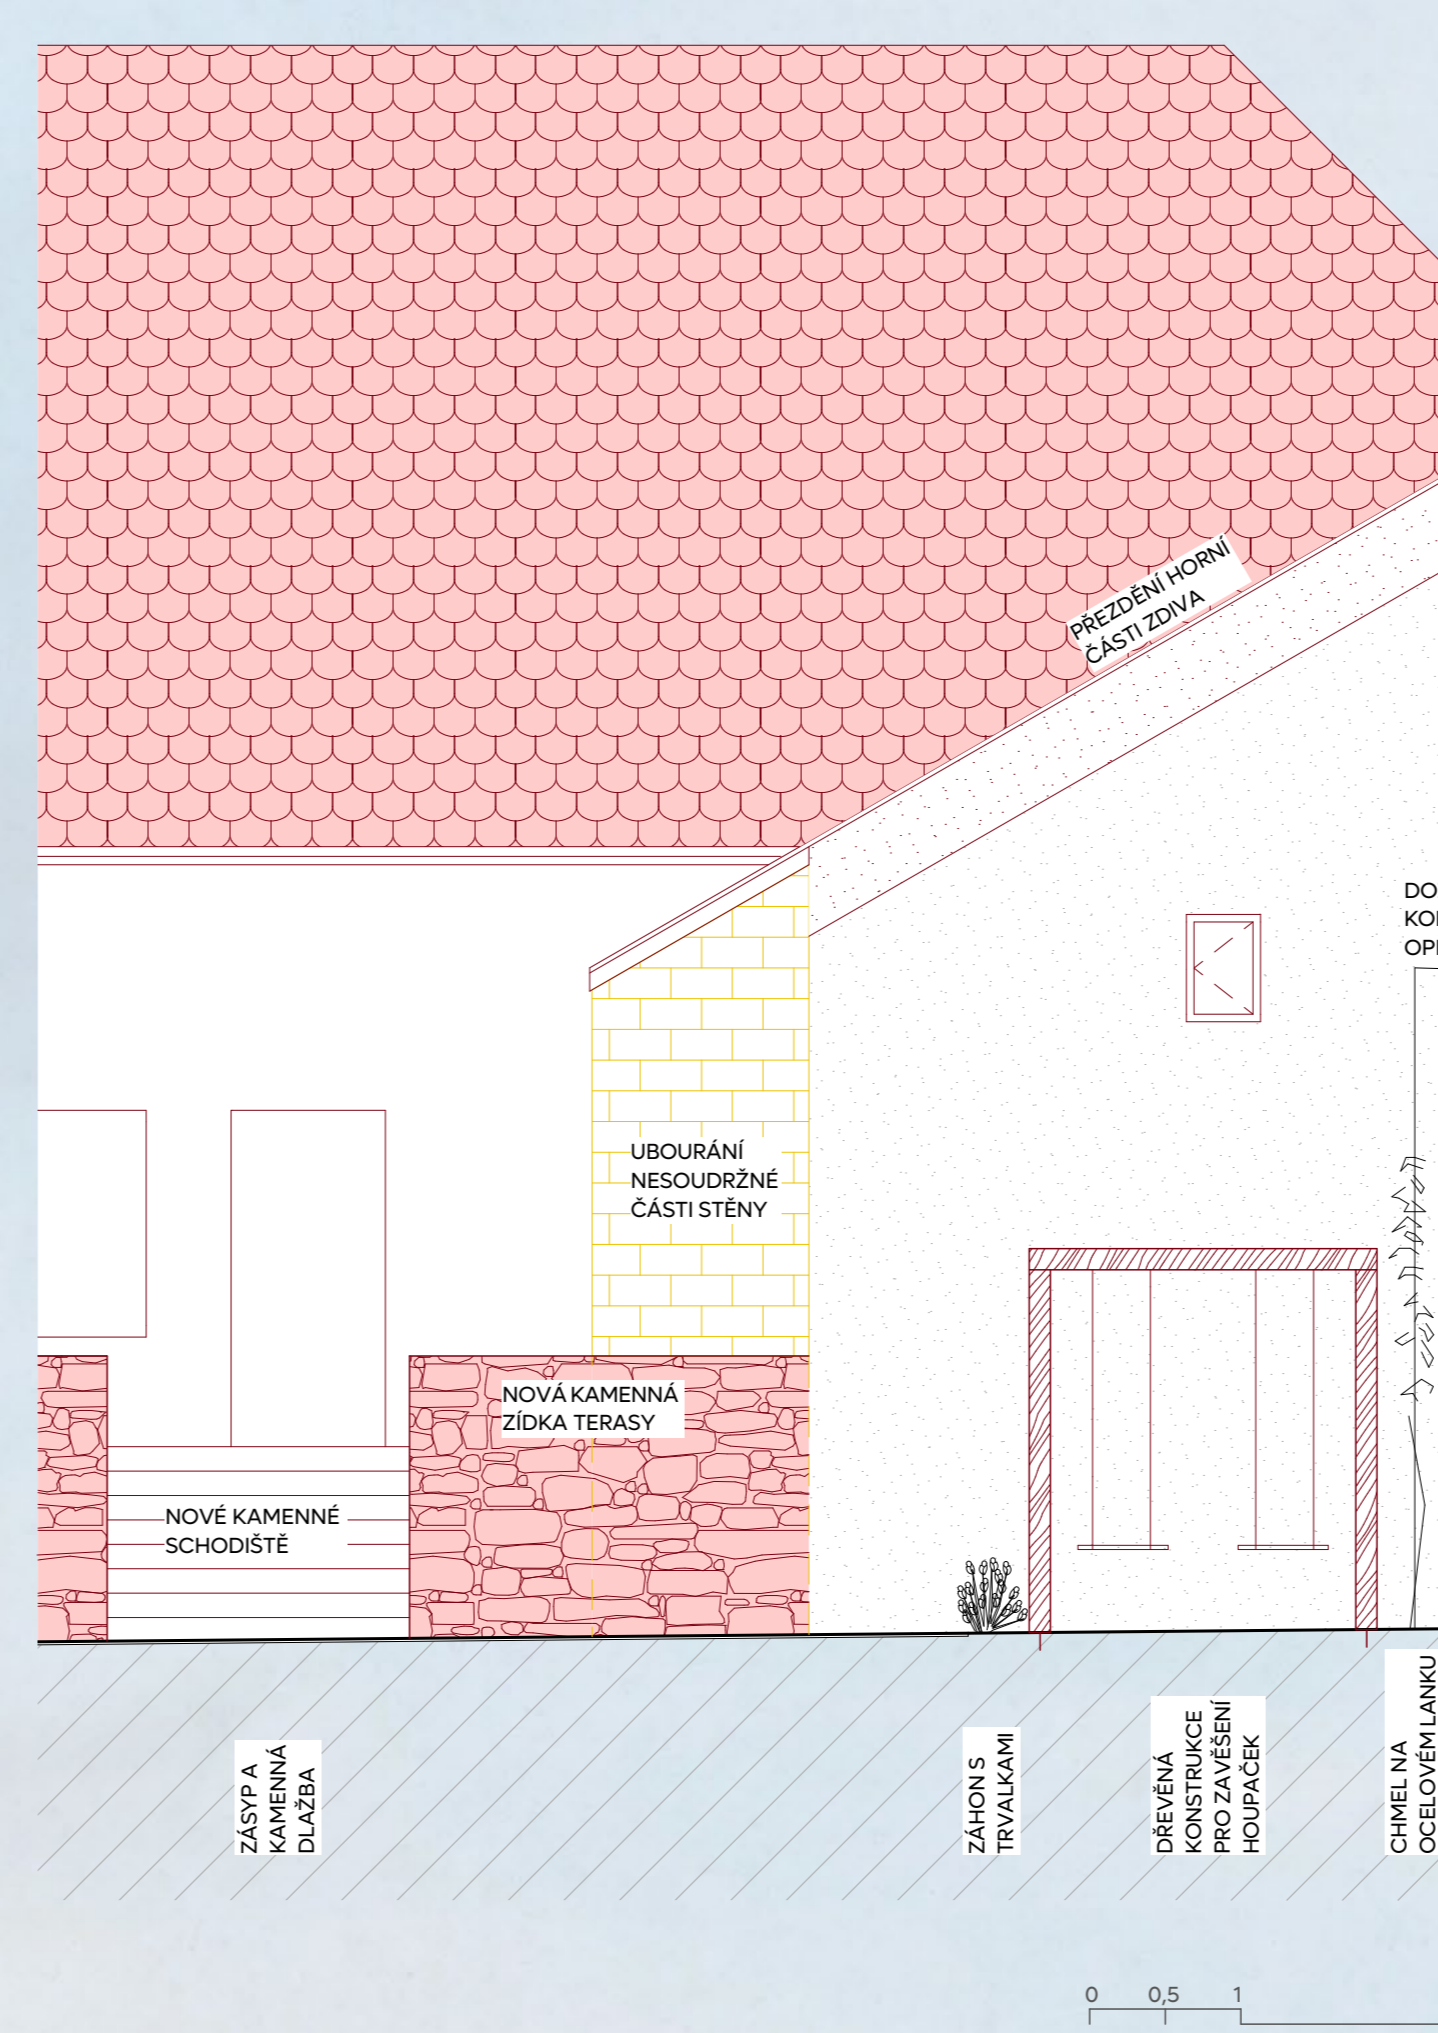 PŘEZDĚNÍ HORNÍ
ČÁSTI ZDIVA
DO
KO
OP
UBOURÁNÍ
NESOUDRŽNÉ
ČÁSTI STĚNY
NOVÁ KAMENNÁ
ZÍDKA TERASY
NOVÉ KAMENNÉ
SCHODIŠTĚ
ZÁSYP A
KAMENNÁ
DLAŽBA
ZÁHON S
TRVALKAMI
DŘEVĚNÁ
KONSTRUKCE
PRO ZAVĚŠENÍ
HOUPAČEK
CHMEL NA
OCELOVÉM LANKU
0 0,5 1